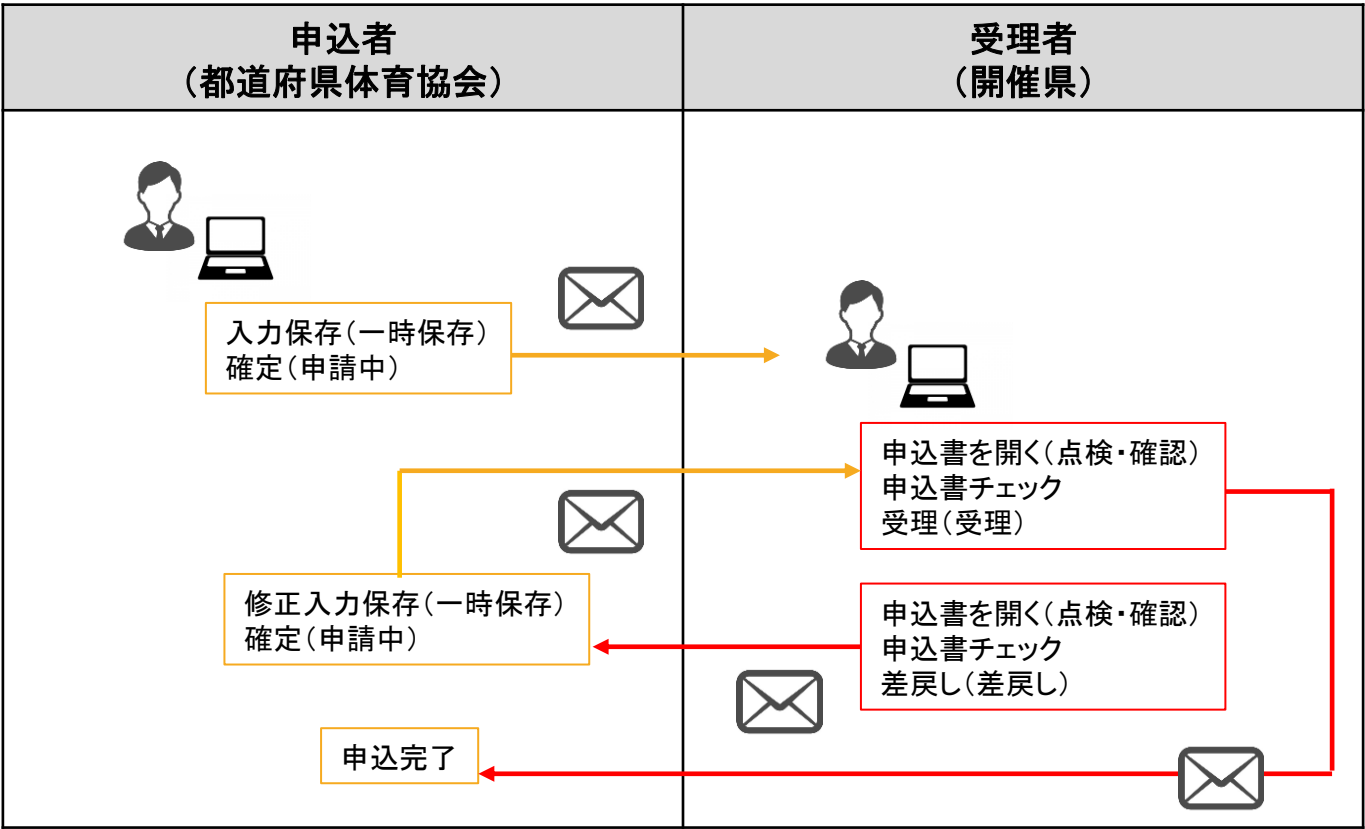 申込者
（都道府県体育協会）
受理者
（開催県）
入力保存（一時保存）
確定（申請中）
申込書を開く（点検・確認）
申込書チェック
受理（受理）
修正入力保存（一時保存）
確定（申請中）
申込書を開く（点検・確認）
申込書チェック
差戻し（差戻し）
申込完了